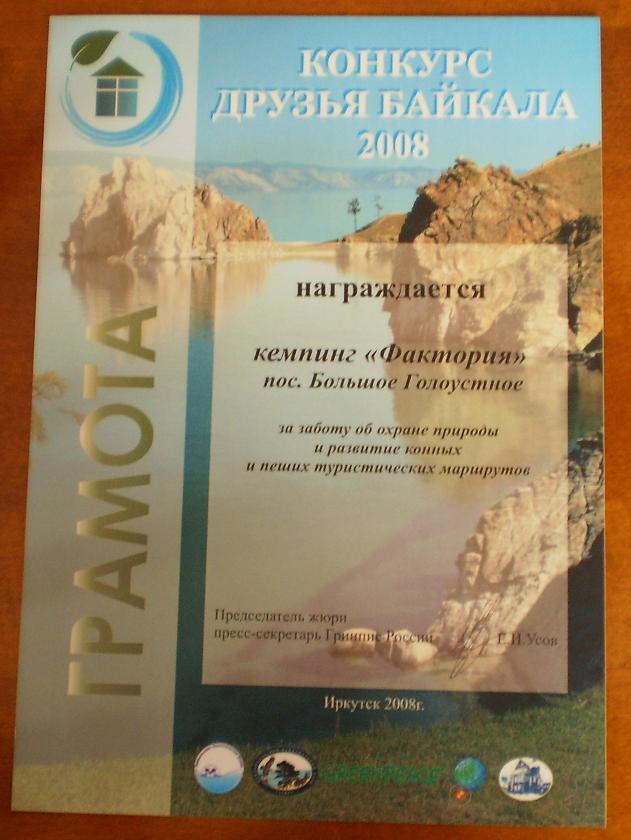 КОНКУРС
ДРУЗЬЯ БАЙКАЛА
2008
ГРАМОТА
награждается
кемпинг «Фактория»
пос. Большое Голоустное
за заботу об охране природы
и развитие конных
и пеших туристических маршрутов
Председатель жюри
пресс-секретарь Гринпис России Е.И.Усов
Иркутск 2008г.
GREENPEACE